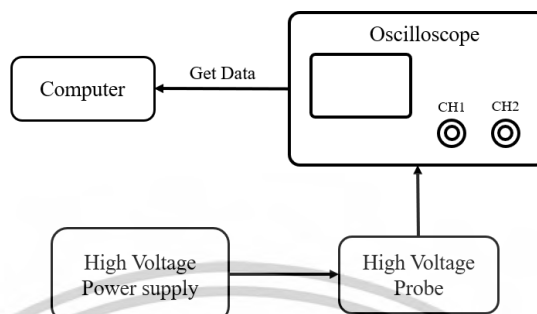 Oscilloscope
Get Data
Computer
CH1 CH2
High Voltage
Power supply
High Voltage
Probe